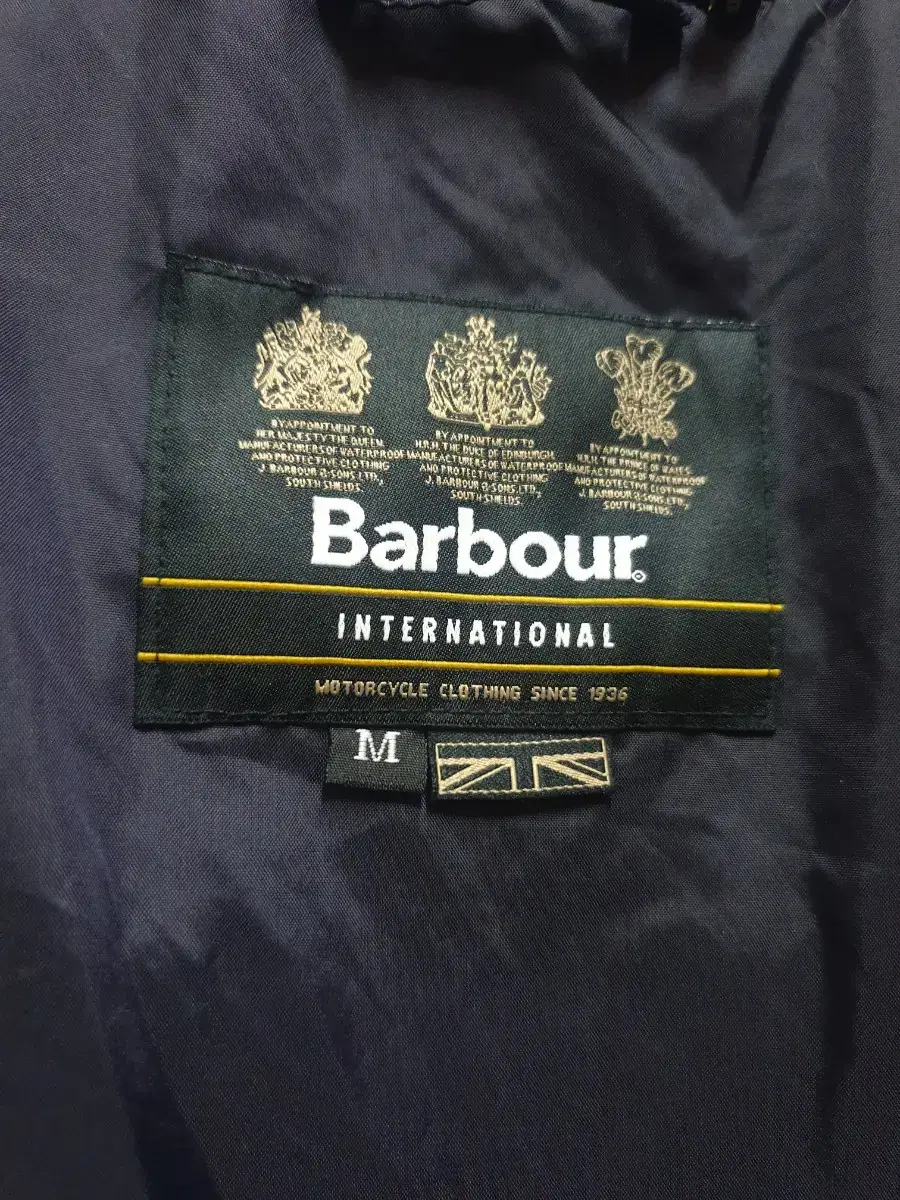 BY APPOINTMENT TO
HER MAJESTY THE QUEEN
MANUFACTURERS OF WATERPROOF
AND PROTECTIVE CLOTHING
J. BARBOUR & SONS LTD,
SOUTH SHIELDS.
BY APPOINTMENT TO
H.R.H. THE DUKE OF EDINBURGH
MANUFACTURERS OF WATERPROOF
AND PROTECTIVE CLOTHING
J. BARBOUR & SONS LTD,
SOUTH SHIELDS.
BY APPOINTMENT TO
H.R.H. THE PRINCE OF WALES
MANUFACTURERS OF WATERPROOF
AND PROTECTIVE CLOTHING
J. BARBOUR & SONS LTD,
SOUTH SHIELDS.
Barbour®
INTERNATIONAL
MOTORCYCLE CLOTHING SINCE 1936
M